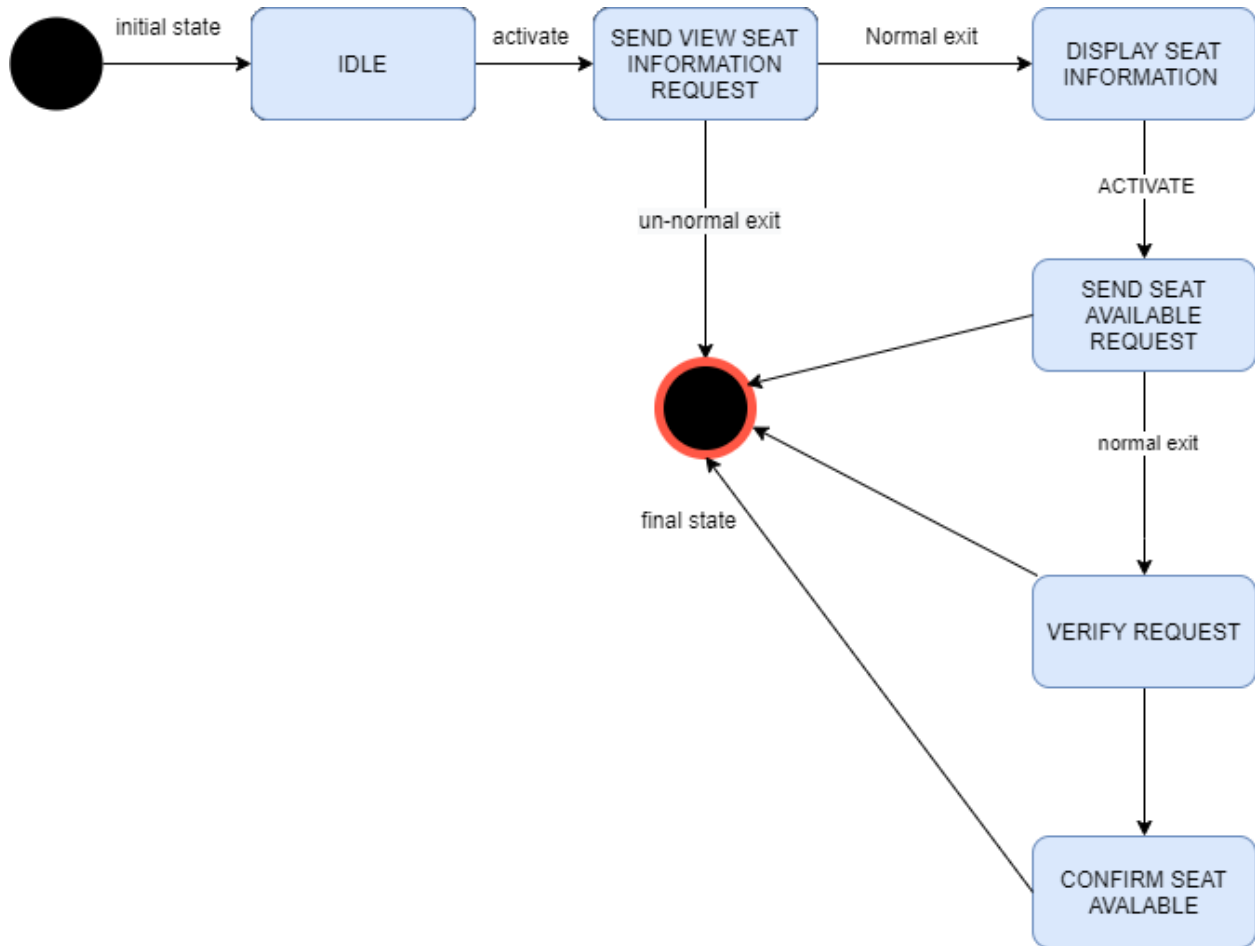 initial state
IDLE
activate
SEND VIEW SEAT
INFORMATION
REQUEST
Normal exit
DISPLAY SEAT
INFORMATION
ACTIVATE
un-normal exit
SEND SEAT
AVAILABLE
REQUEST
normal exit
final state
VERIFY REQUEST
CONFIRM SEAT
AVALABLE